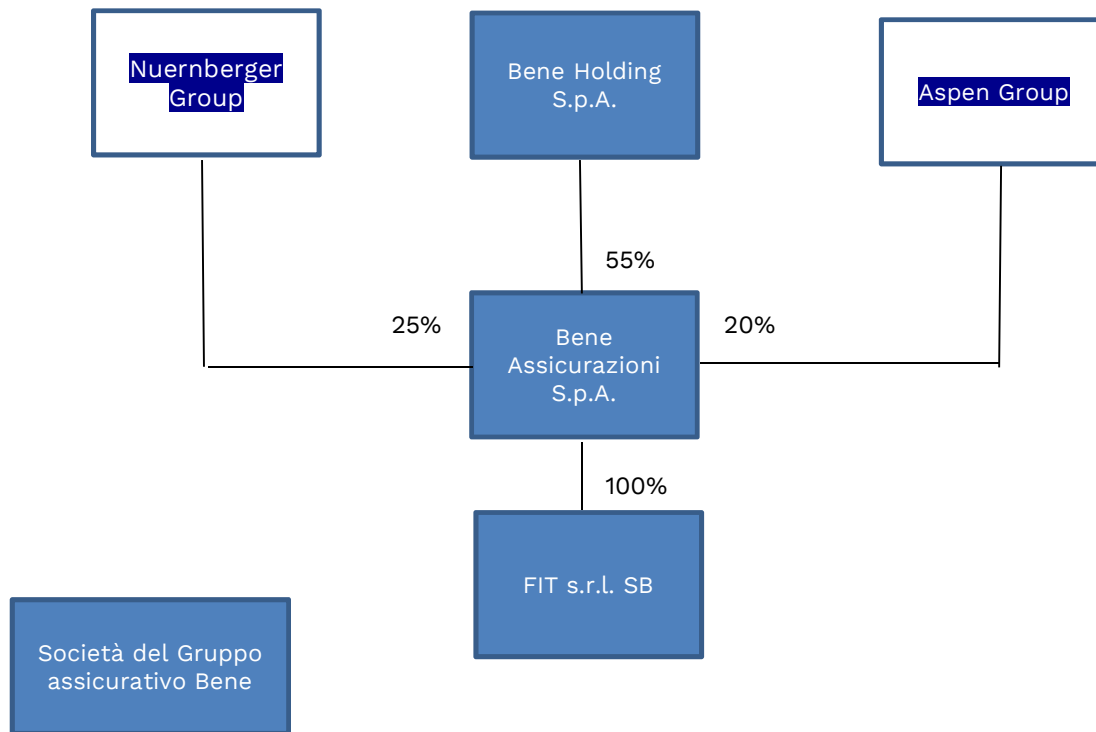 Nuernberger
Group
Bene Holding
S.p.A.
Aspen Group
55%
25%
20%
Bene
Assicurazioni
S.p.A.
100%
FIT s.r.l. SB
Società del Gruppo
assicurativo Bene